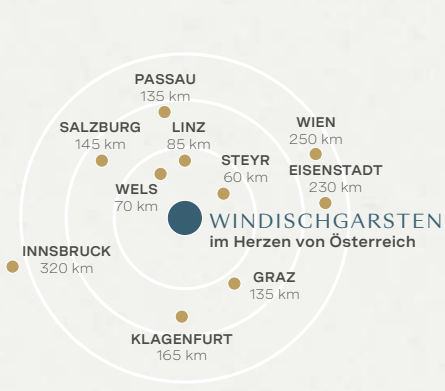 PASSAU
135 km
SALZBURG
145 km
LINZ
85 km
WIEN
250 km
STEYR
60 km
EISENSTADT
230 km
WELS
70 km
WINDISCHGARSTEN
im Herzen von Österreich
INNSBRUCK
320 km
GRAZ
135 km
KLAGENFURT
165 km